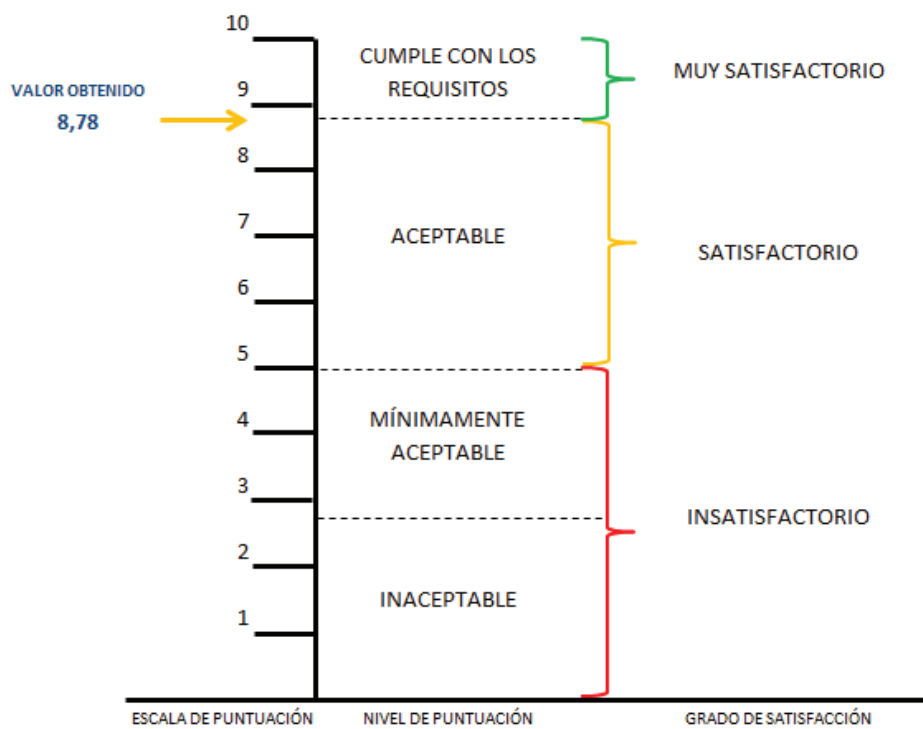 10
CUMPLE CON LOS
REQUISITOS
MUY SATISFACTORIO
VALOR OBTENIDO
8,78
9
8
7
ACEPTABLE
SATISFACTORIO
6
5
4
MÍNIMAMENTE
ACEPTABLE
3
INSATISFACTORIO
2
INACEPTABLE
1
ESCALA DE PUNTUACIÓN
NIVEL DE PUNTUACIÓN
GRADO DE SATISFACCIÓN